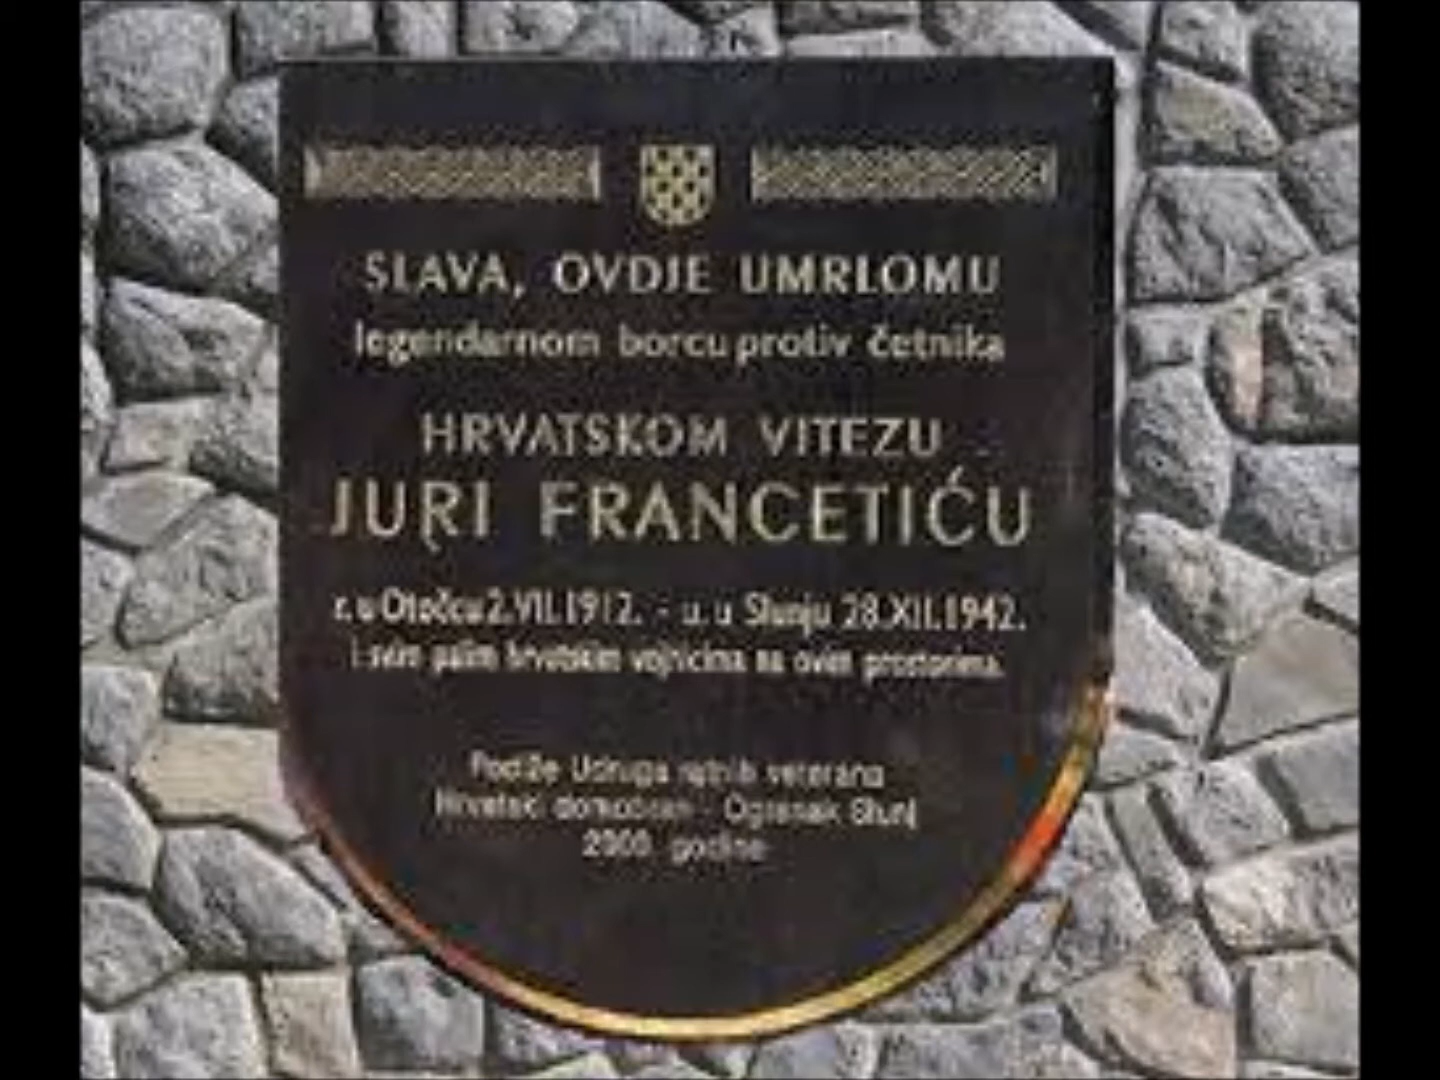 SLAVA, OVDJE UMRLOMU
legendarnom borcu protiv četnika
HRVATSKOM VITEZU
JURI FRANCETIĆU
r. u Otočcu 2.VII.1912. - u. u Slunju 28.XII.1942.
i svim palim hrvatskim vojnicima na ovim prostorima.
Podiže Udruga ratnih veterana
Hrvatski domobran - Ogranak Slunj
2000. godine